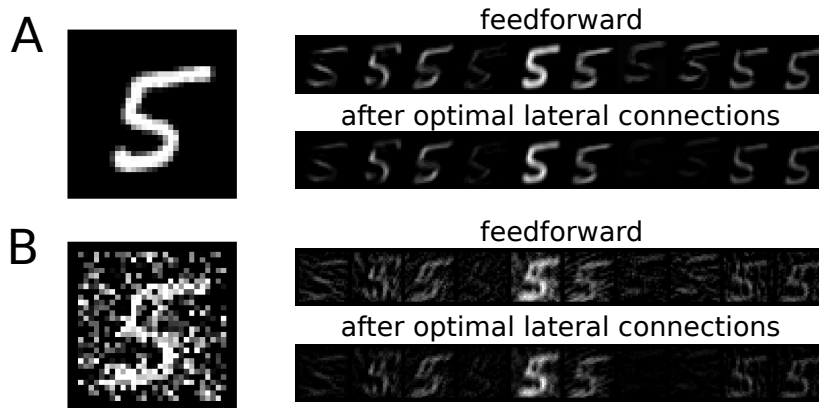 A
feedforward
after optimal lateral connections
B
feedforward
after optimal lateral connections